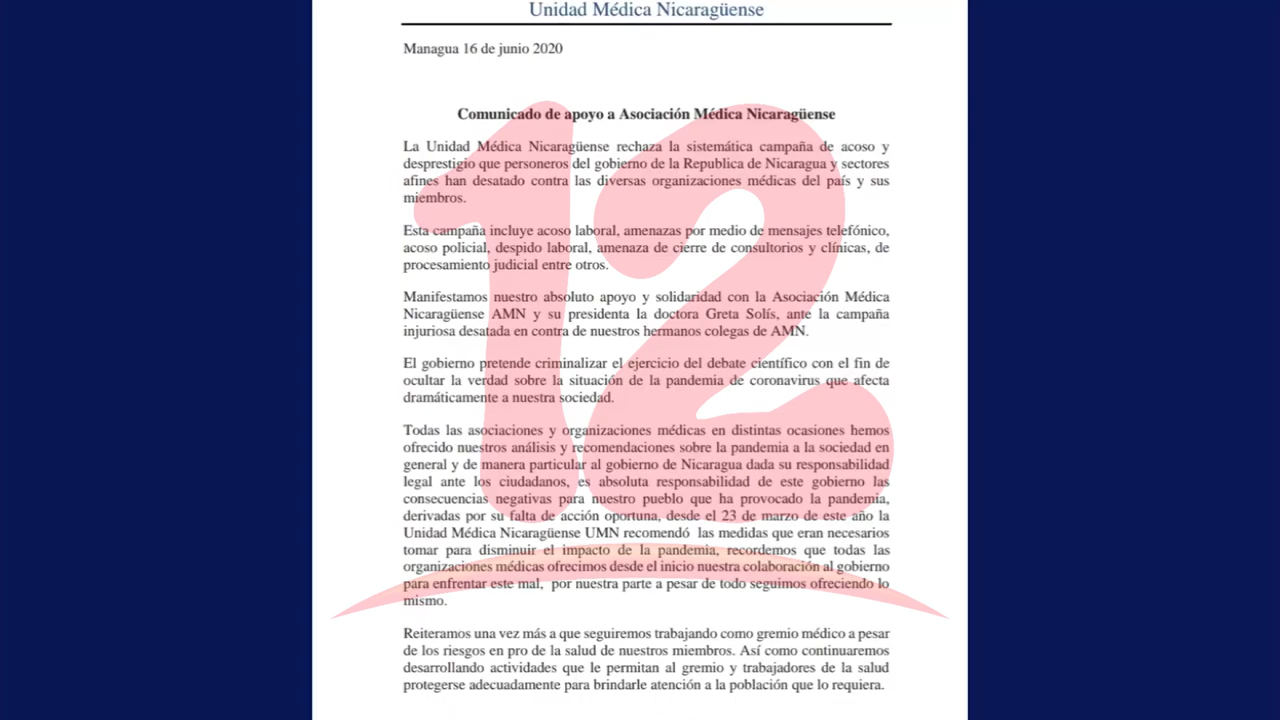 Unidad Médica Nicaragüense
Managua 16 de junio 2020
Comunicado de apoyo a Asociación Médica Nicaragüense
La Unidad Médica Nicaragüense rechaza la sistemática campaña de acoso y
desprestigio que personeros del gobierno de la Republica de Nicaragua y sectores
afines han desatado contra las diversas organizaciones médicas del país y sus
miembros.
Esta campaña incluye acoso laboral, amenazas por medio de mensajes telefónico,
acoso policial, despido laboral, amenaza de cierre de consultorios y clínicas, de
procesamiento judicial entre otros.
Manifestamos nuestro absoluto apoyo y solidaridad con la Asociación Médica
Nicaragüense AMN y su presidenta la doctora Greta Solís, ante la campaña
injuriosa desatada en contra de nuestros hermanos colegas de AMN.
El gobierno pretende criminalizar el ejercicio del debate científico con el fin de
ocultar la verdad sobre la situación de la pandemia de coronavirus que afecta
dramáticamente a nuestra sociedad.
Todas las asociaciones y organizaciones médicas en distintas ocasiones hemos
ofrecido nuestros análisis y recomendaciones sobre la pandemia a la sociedad en
general y de manera particular al gobierno de Nicaragua dada su responsabilidad
legal ante los ciudadanos, es absoluta responsabilidad de este gobierno las
consecuencias negativas para nuestro pueblo que ha provocado la pandemia,
derivadas por su falta de acción oportuna, desde el 23 de marzo de este año la
Unidad Médica Nicaragüense UMN recomendó las medidas que eran necesarios
tomar para disminuir el impacto de la pandemia, recordemos que todas las
organizaciones médicas ofrecimos desde el inicio nuestra colaboración al gobierno
para enfrentar este mal, por nuestra parte a pesar de todo seguimos ofreciendo lo
mismo.
Reiteramos una vez más a que seguiremos trabajando como gremio médico a pesar
de los riesgos en pro de la salud de nuestros miembros. Así como continuaremos
desarrollando actividades que le permitan al gremio y trabajadores de la salud
protegerse adecuadamente para brindarle atención a la población que lo requiera.
12